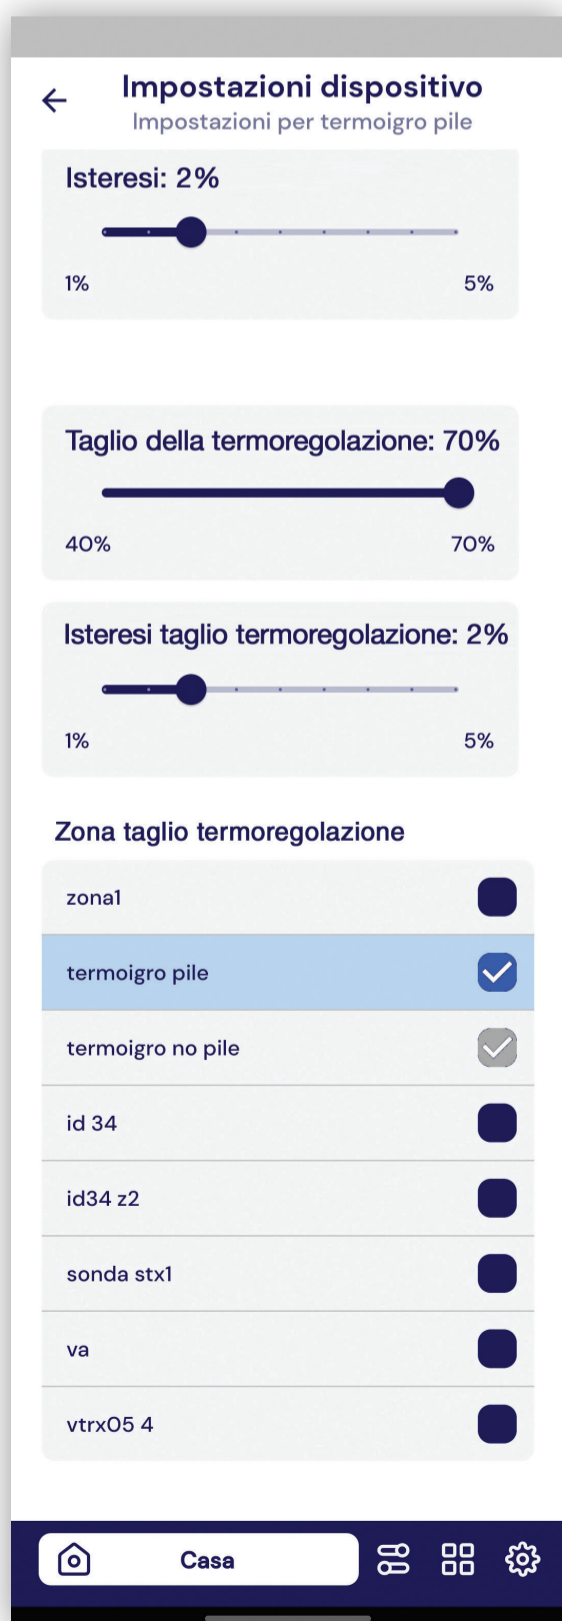 Impostazioni dispositivo
Impostazioni per termoigro pile
Isteresi: 2%
1% 5%
Taglio della termoregolazione: 70%
40% 70%
Isteresi taglio termoregolazione: 2%
1% 5%
Zona taglio termoregolazione
zona1
termoigro pile
termoigro no pile
id 34
id34 z2
sonda stx1
va
vtrx05 4
Casa